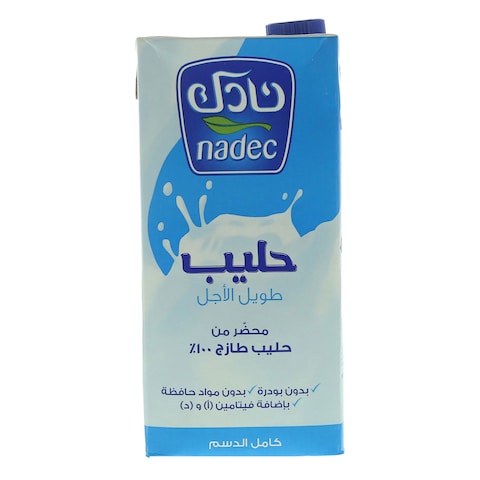 نادك
nadec
حليب
طويل الأجل
محضّر من
حليب طازج ١٠٠٪
✓بدون بودرة ✓بدون مواد حافظة
✓بإضافة فيتامين (أ) و (د)
كامل الدسم